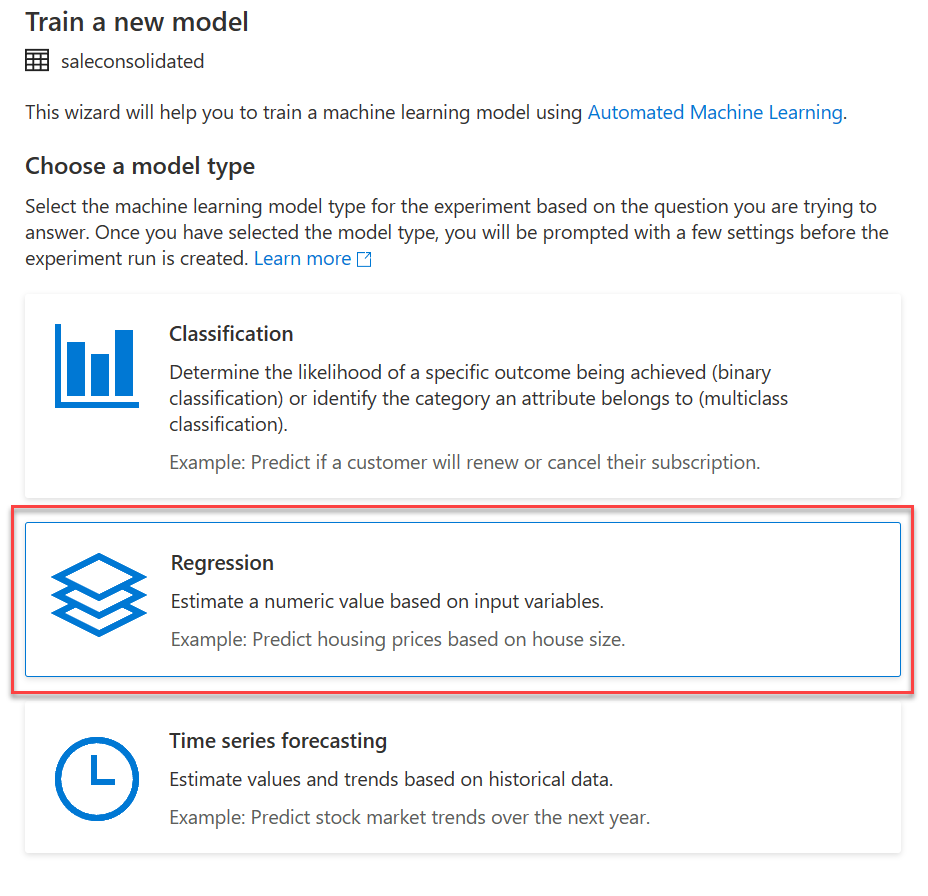 Train a new model
saleconsolidated
This wizard will help you to train a machine learning model using Automated Machine Learning.
Choose a model type
Select the machine learning model type for the experiment based on the question you are trying to
answer. Once you have selected the model type, you will be prompted with a few settings before the
experiment run is created. Learn more
Classification
Determine the likelihood of a specific outcome being achieved (binary
classification) or identify the category an attribute belongs to (multiclass
classification).
Example: Predict if a customer will renew or cancel their subscription.
Regression
Estimate a numeric value based on input variables.
Example: Predict housing prices based on house size.
Time series forecasting
Estimate values and trends based on historical data.
Example: Predict stock market trends over the next year.